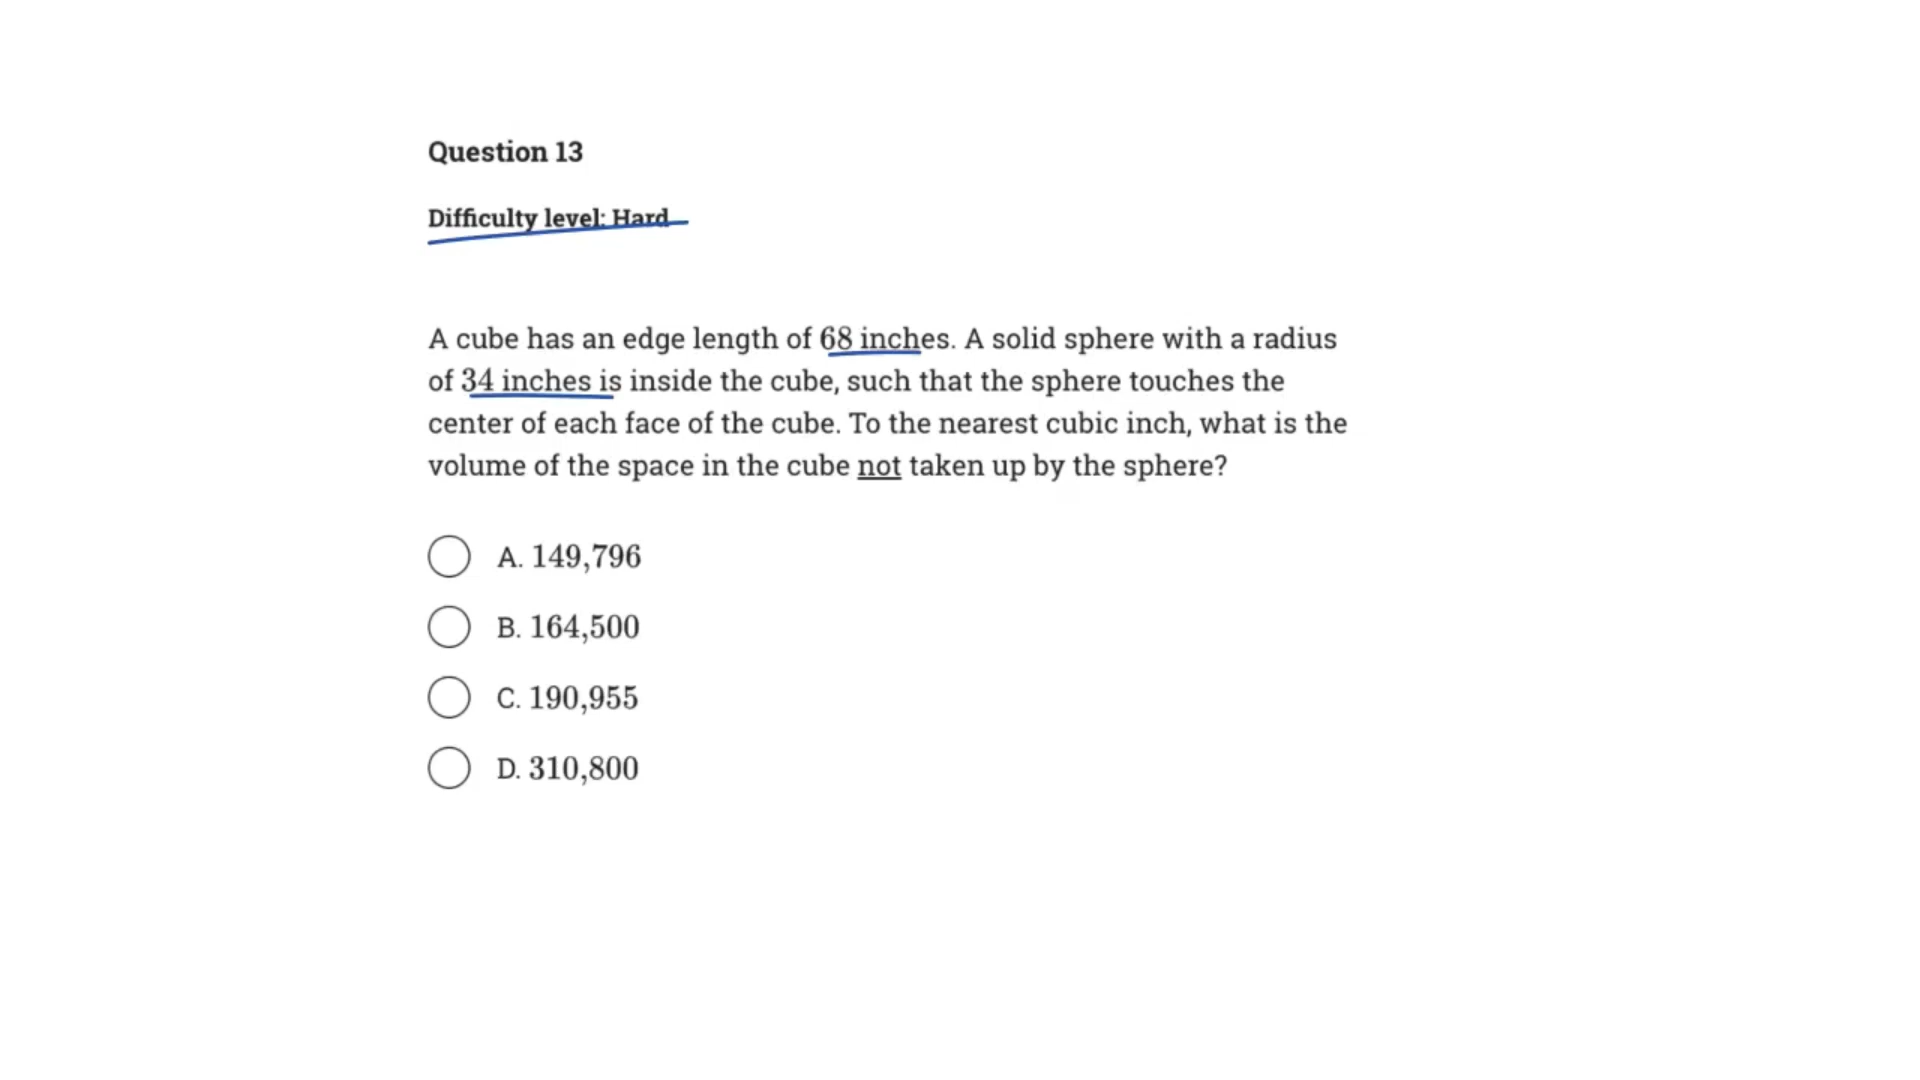 Question 13
Difficulty level: Hard
A cube has an edge length of 68 inches. A solid sphere with a radius
of 34 inches is inside the cube, such that the sphere touches the
center of each face of the cube. To the nearest cubic inch, what is the
volume of the space in the cube not taken up by the sphere?
A. 149,796
B. 164,500
C. 190,955
D. 310,800